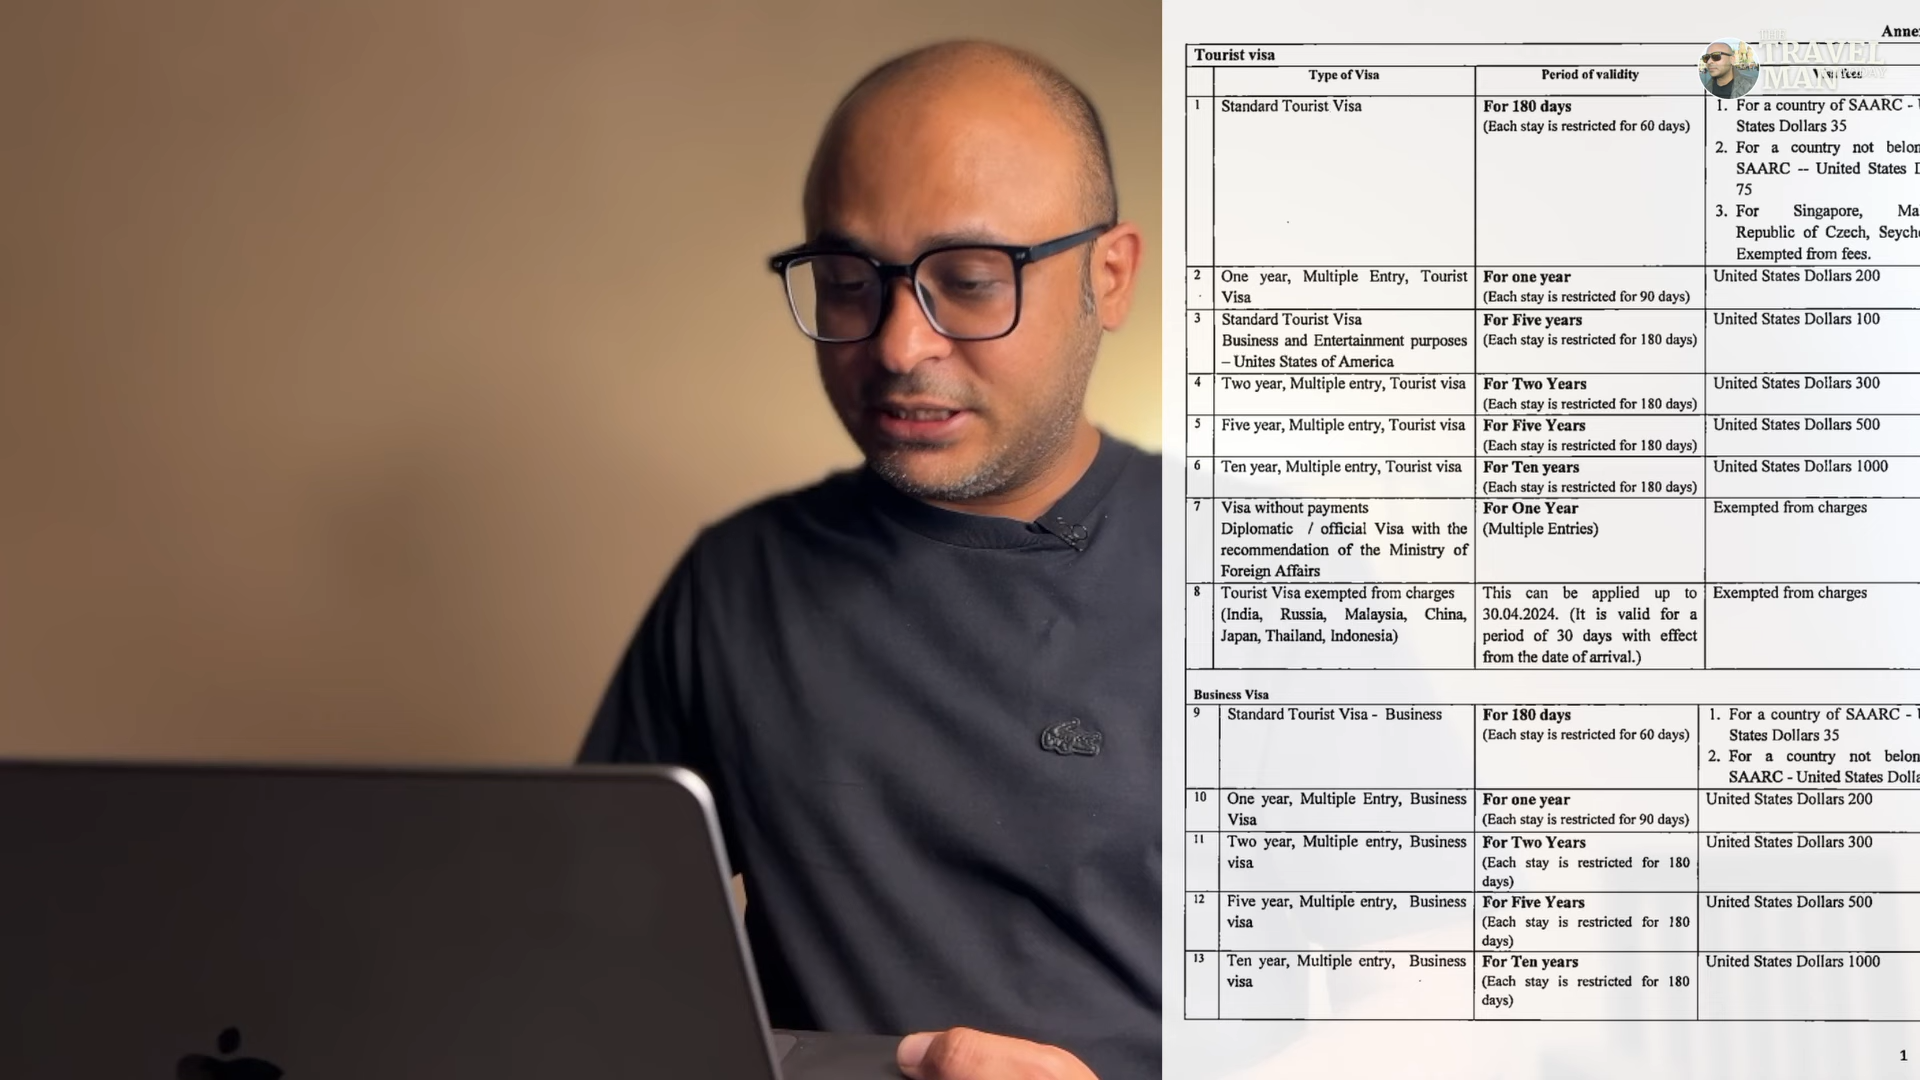 Anne
THE
TRAVEL
MAN
Tourist visa
Type of Visa
Period of validity
1
Standard Tourist Visa
For 180 days
(Each stay is restricted for 60 days)
1. For a country of SAARC -
States Dollars 35
2. For a country not belon
SAARC -- United States
75
3. For Singapore, Ma
Republic of Czech, Seych
Exempted from fees.
2
One year, Multiple Entry, Tourist
Visa
For one year
(Each stay is restricted for 90 days)
United States Dollars 200
3
Standard Tourist Visa
Business and Entertainment purposes
– Unites States of America
For Five years
(Each stay is restricted for 180 days)
United States Dollars 100
4
Two year, Multiple entry, Tourist visa
For Two Years
(Each stay is restricted for 180 days)
United States Dollars 300
5
Five year, Multiple entry, Tourist visa
For Five Years
(Each stay is restricted for 180 days)
United States Dollars 500
6
Ten year, Multiple entry, Tourist visa
For Ten years
(Each stay is restricted for 180 days)
United States Dollars 1000
7
Visa without payments
Diplomatic / official Visa with the
recommendation of the Ministry of
Foreign Affairs
For One Year
(Multiple Entries)
Exempted from charges
8
Tourist Visa exempted from charges
(India, Russia, Malaysia, China,
Japan, Thailand, Indonesia)
This can be applied up to
30.04.2024. (It is valid for a
period of 30 days with effect
from the date of arrival.)
Exempted from charges
Business Visa
9
Standard Tourist Visa - Business
For 180 days
(Each stay is restricted for 60 days)
1. For a country of SAARC -
States Dollars 35
2. For a country not belon
SAARC - United States Dolla
10
One year, Multiple Entry, Business
Visa
For one year
(Each stay is restricted for 90 days)
United States Dollars 200
11
Two year, Multiple entry, Business
visa
For Two Years
(Each stay is restricted for 180
days)
United States Dollars 300
12
Five year, Multiple entry, Business
visa
For Five Years
(Each stay is restricted for 180
days)
United States Dollars 500
13
Ten year, Multiple entry, Business
visa
For Ten years
(Each stay is restricted for 180
days)
United States Dollars 1000
1